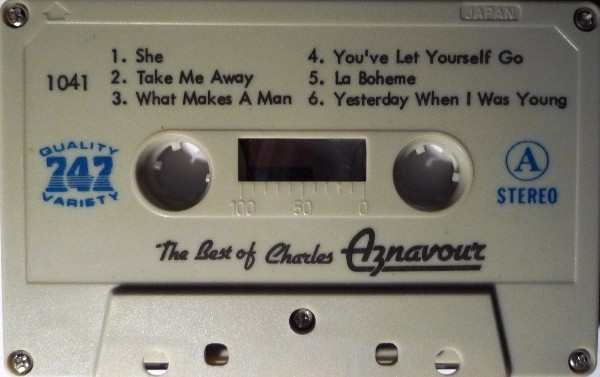 JAPAN
1041
1. She
2. Take Me Away
3. What Makes A Man
4. You've Let Yourself Go
5. La Boheme
6. Yesterday When I Was Young
QUALITY
747
VARIETY
A
STEREO
100 50 0
The Best of Charles Aznavour